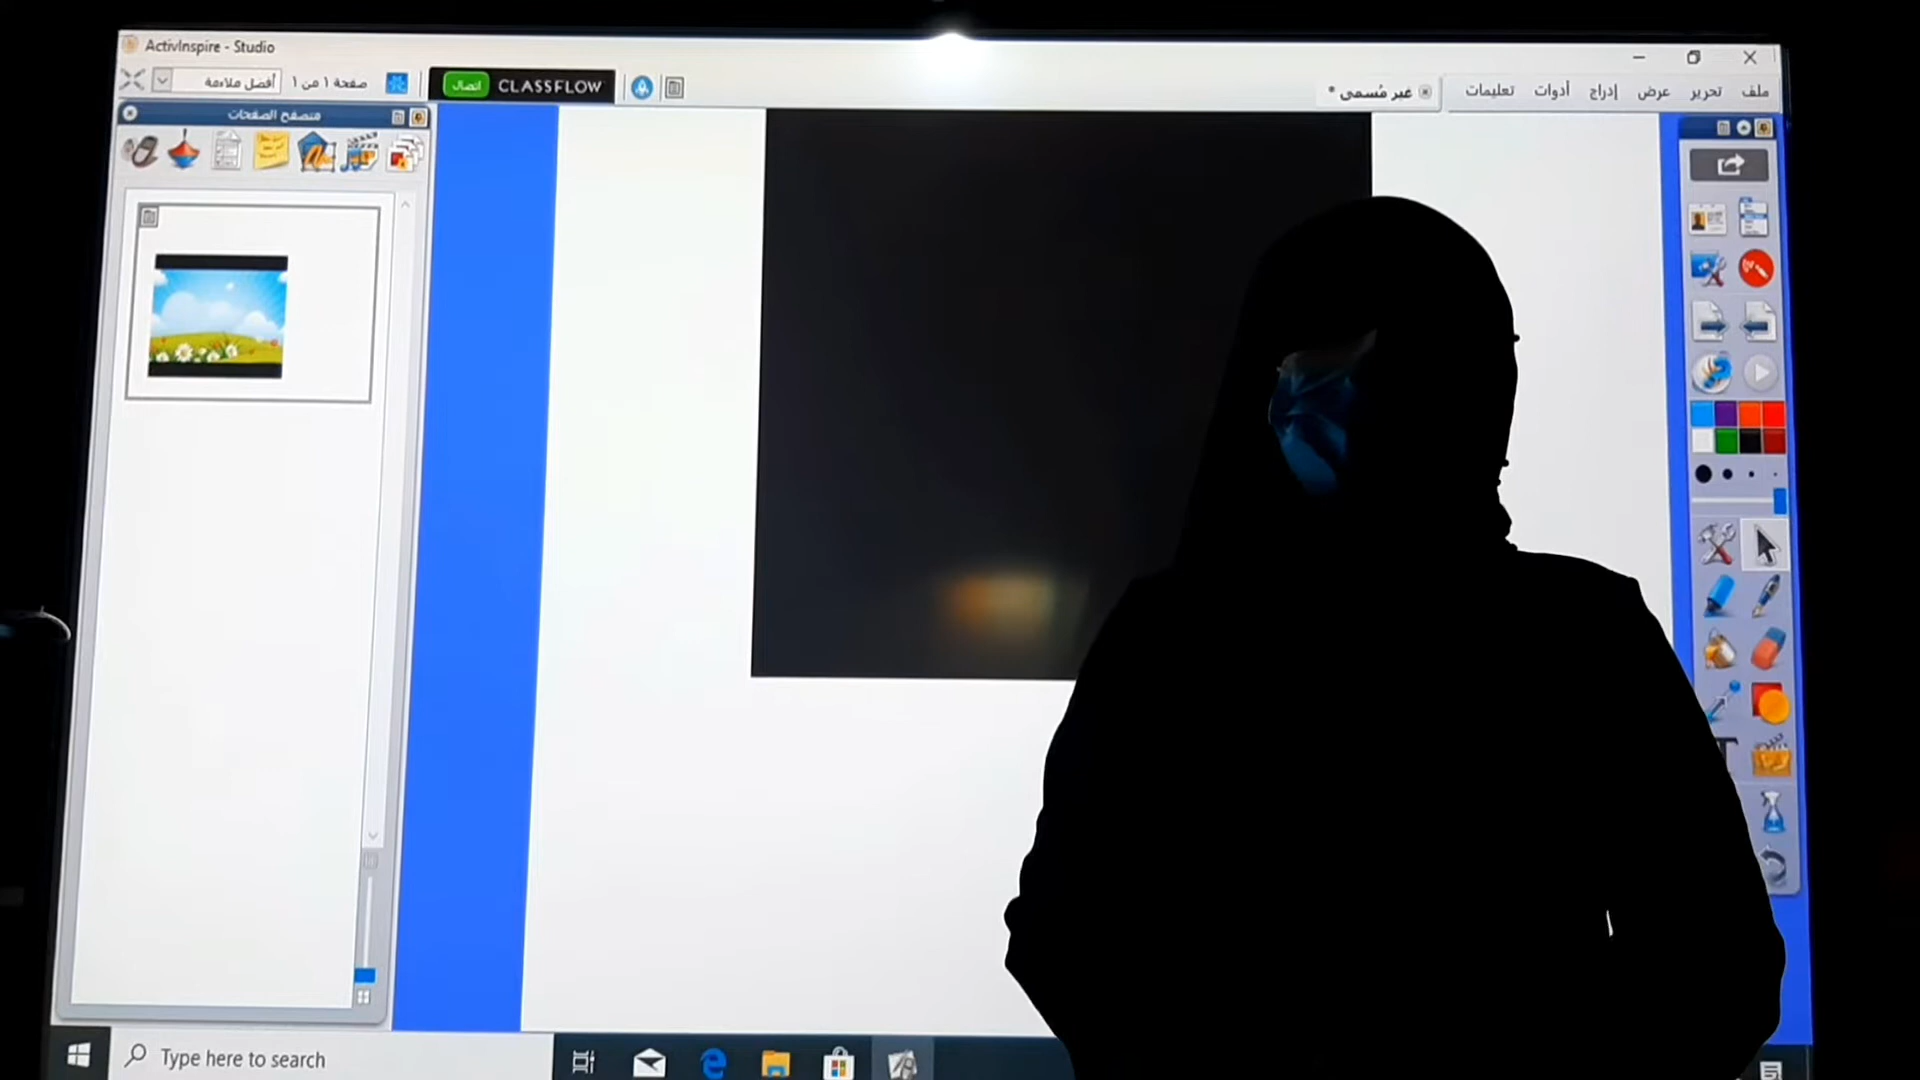 ActivInspire - Studio
أفضل ملاءمة
صفحة ١ من ١
اتصال
CLASSFLOW
غير مُسمى *
ملف تحرير عرض إدراج أدوات تعليمات
متصفح الصفحات
T
Type here to search